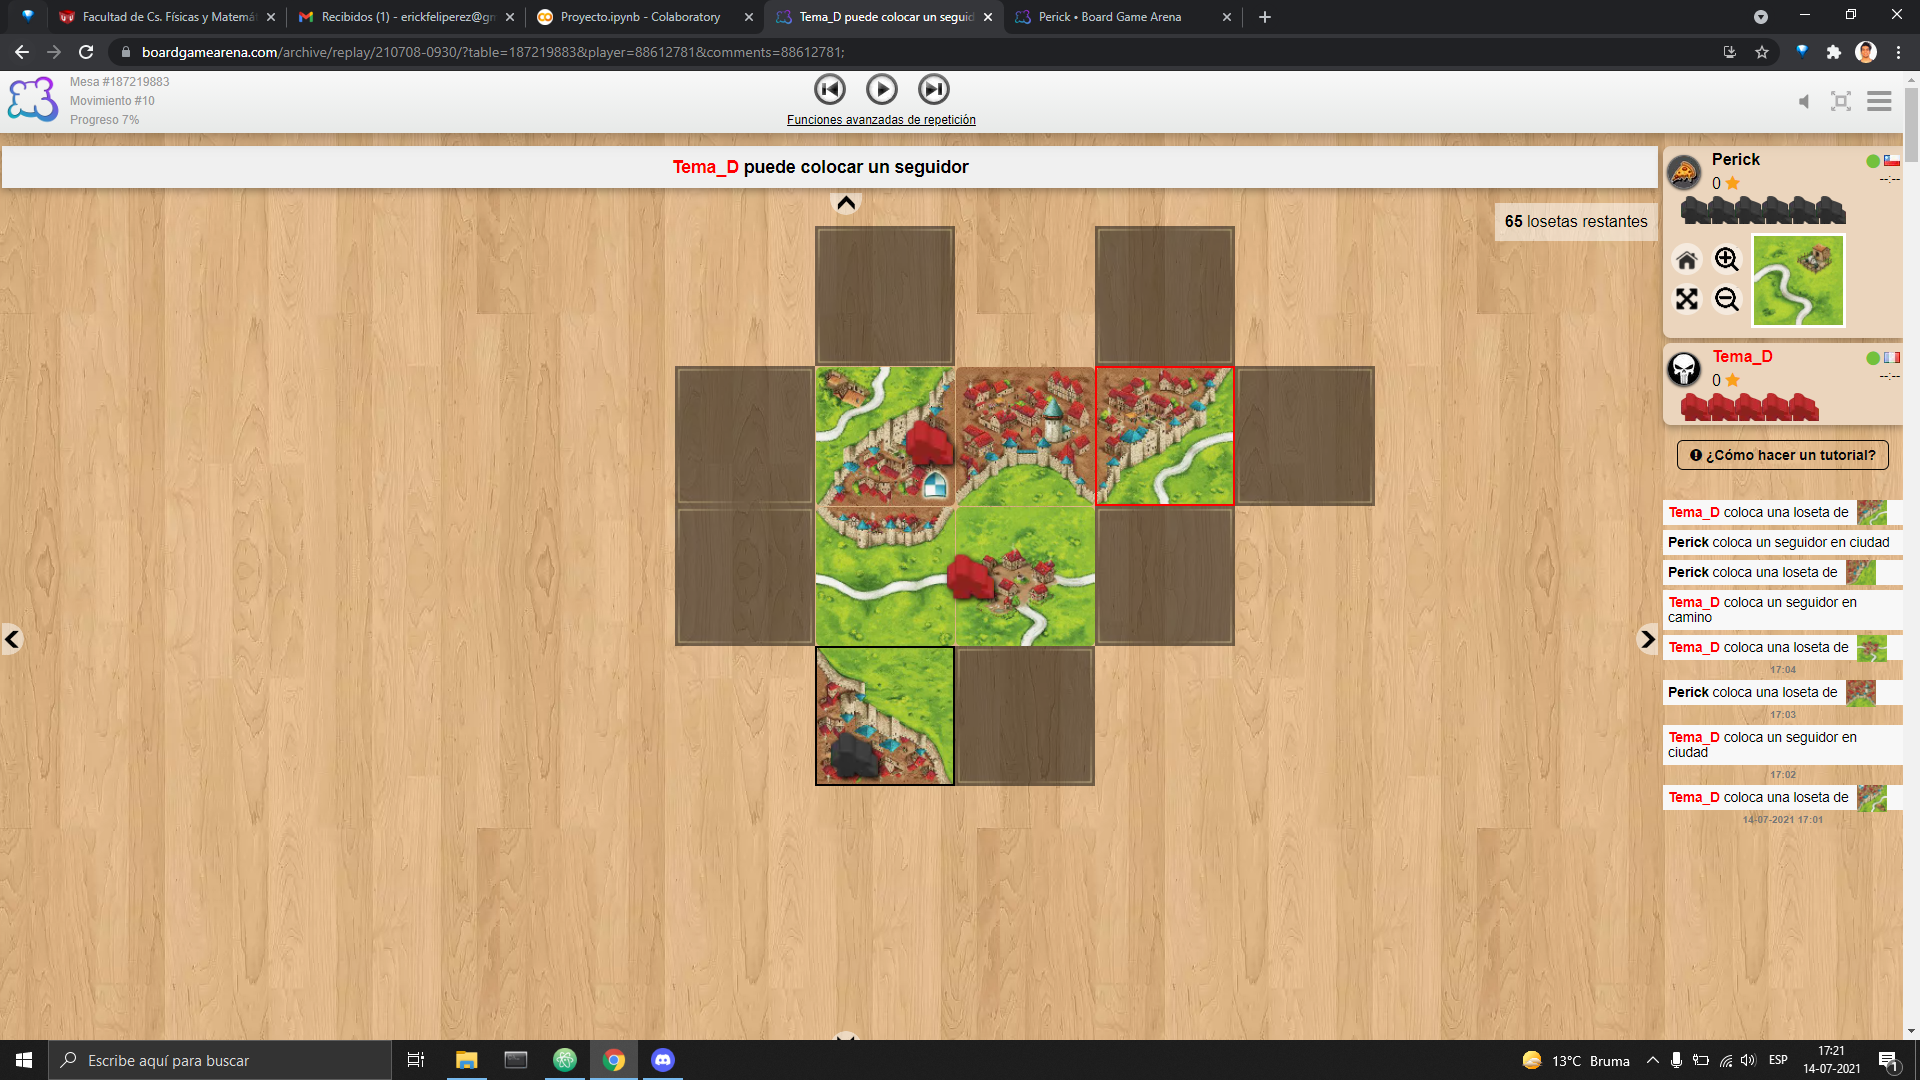 Facultad de Cs. Físicas y Matemá
Recibidos (1) - erickfeliperez@gm
Proyecto.ipynb - Colaboratory
Tema_D puede colocar un seguid
Perick • Board Game Arena
boardgamearena.com/archive/replay/210708-0930/?table=187219883&player=88612781&comments=88612781;
Mesa #187219883
Movimiento #10
Progreso 7%
Funciones avanzadas de repetición
Tema_D puede colocar un seguidor
65 losetas restantes
Perick
0
--:--
Tema_D
0
--:--
¿Cómo hacer un tutorial?
Tema_D coloca una loseta de
Perick coloca un seguidor en ciudad
Perick coloca una loseta de
Tema_D coloca un seguidor en
camino
Tema_D coloca una loseta de
17:04
Perick coloca una loseta de
17:03
Tema_D coloca un seguidor en
ciudad
17:02
Tema_D coloca una loseta de
14-07-2021 17:01
Escribe aquí para buscar
13°C Bruma
ESP
17:21
14-07-2021
1